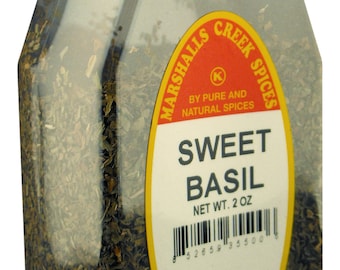 MARSHALLS CREEK SPICES
K
BY PURE AND
NATURAL SPICES
SWEET
BASIL
NET WT. 2 OZ